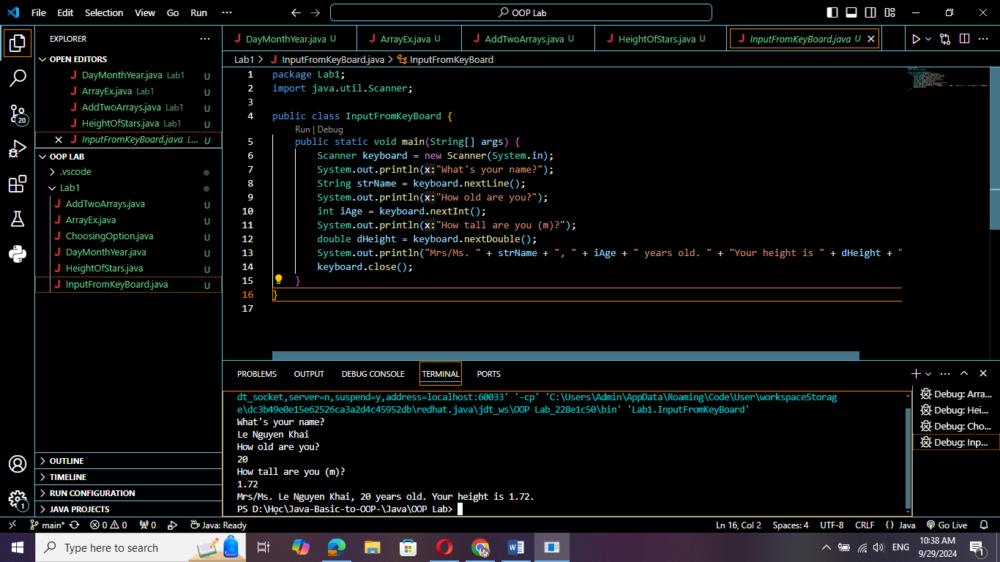 File Edit Selection View Go Run ··· ← → OOP Lab
EXPLORER ···
OPEN EDITORS
J DayMonthYear.java Lab1 U
J ArrayEx.java Lab1 U
J AddTwoArrays.java Lab1 U
J HeightOfStars.java Lab1 U
× J InputFromKeyBoard.java L... U
OOP LAB
> .vscode
Lab1
J AddTwoArrays.java U
J ArrayEx.java U
J ChoosingOption.java U
J DayMonthYear.java U
J HeightOfStars.java U
J InputFromKeyBoard.java U
> OUTLINE
> TIMELINE
> RUN CONFIGURATION
> JAVA PROJECTS
20
1
J DayMonthYear.java U J ArrayEx.java U J AddTwoArrays.java U J HeightOfStars.java U J InputFromKeyBoard.java U ×
Lab1 > J InputFromKeyBoard.java > InputFromKeyBoard
1 package Lab1;
2 import java.util.Scanner;
3
4 public class InputFromKeyBoard {
Run | Debug
5 public static void main(String[] args) {
6 Scanner keyboard = new Scanner(System.in);
7 System.out.println(x:"What's your name?");
8 String strName = keyboard.nextLine();
9 System.out.println(x:"How old are you?");
10 int iAge = keyboard.nextInt();
11 System.out.println(x:"How tall are you (m)?");
12 double dHeight = keyboard.nextDouble();
13 System.out.println("Mrs/Ms. " + strName + ", " + iAge + " years old. " + "Your height is " + dHeight + "
14 keyboard.close();
15 }
16 }
17
PROBLEMS OUTPUT DEBUG CONSOLE TERMINAL PORTS
dt_socket,server=n,suspend=y,address=localhost:60033' '-cp' 'C:\Users\Admin\AppData\Roaming\Code\User\workspaceStorag
e\dc3b49e0e15e62526ca3a2d4c45952db\redhat.java\jdt_ws\OOP Lab_228e1c50\bin' 'Lab1.InputFromKeyBoard'
What's your name?
Le Nguyen Khai
How old are you?
20
How tall are you (m)?
1.72
Mrs/Ms. Le Nguyen Khai, 20 years old. Your height is 1.72.
PS D:\Học\Java-Basic-to-OOP-\Java\OOP Lab>
Debug: Arra...
Debug: Hei...
Debug: Cho...
Debug: Inp...
main* 0 0 0 Java: Ready Ln 16, Col 2 Spaces: 4 UTF-8 CRLF {} Java Go Live
Type here to search
ENG
10:38 AM
9/29/2024
1